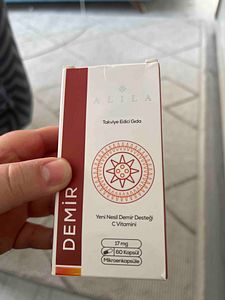 ALILA
Takviye Edici Gıda
DEMİR
Yeni Nesil Demir Desteği
C Vitamini
17 mg
60 Kapsül
Mikroenkapsüle